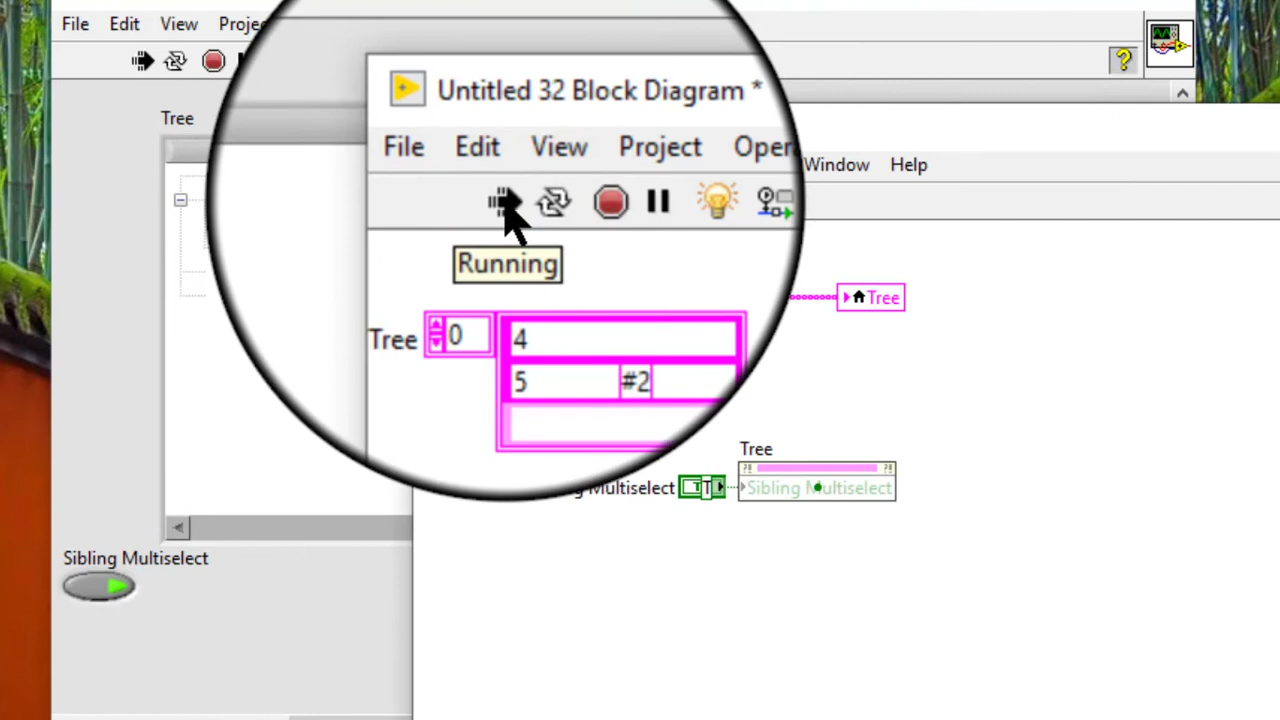 File Edit View Projec
?
Tree
Untitled 32 Block Diagram *
File Edit View Project Oper
Window Help
Running
Tree 0 4
5 #2
Tree
Tree
Multiselect T
?! ?!
Sibling Multiselect
Sibling Multiselect